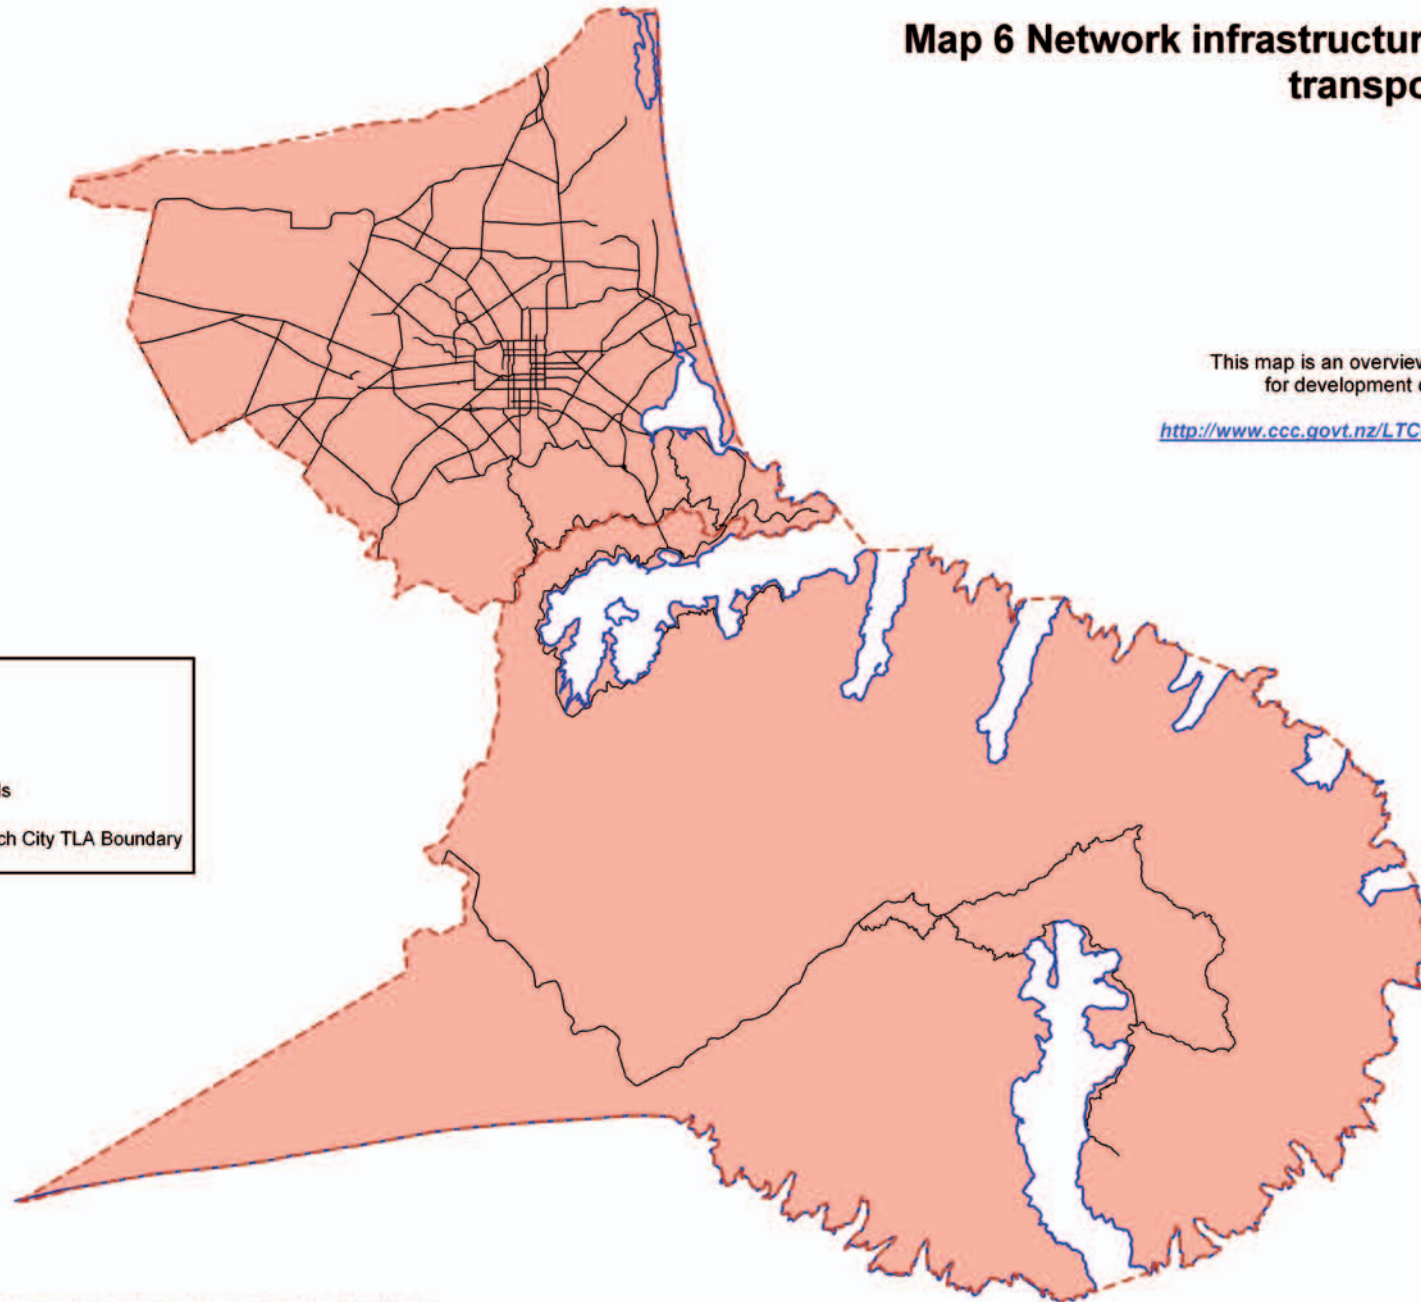 Map 6 Network infrastructur
transpo
This map is an overview
for development
http://www.ccc.govt.nz/LTC
ls
ch City TLA Boundary